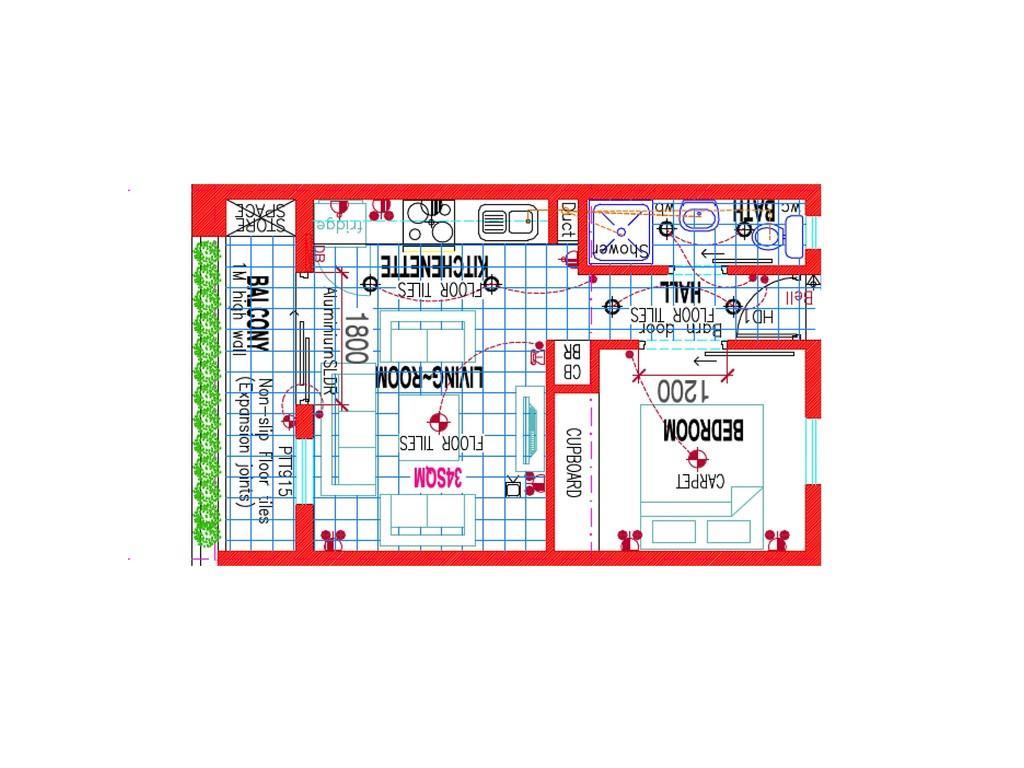 STORE
SPACE
fridge
DB
KITCHENETTE
FLOOR TILES
Duct
Shower
wb
BATH
wc
HALL
FLOOR TILES
Barn door
HD1
Bell
BALCONY
1M high wall
Non-slip floor tiles
(Expansion joints)
PTT915
AluminiumSLDR
1800
LIVING~ROOM
FLOOR TILES
34SQM
CB
BR
CUPBOARD
1200
BEDROOM
CARPET